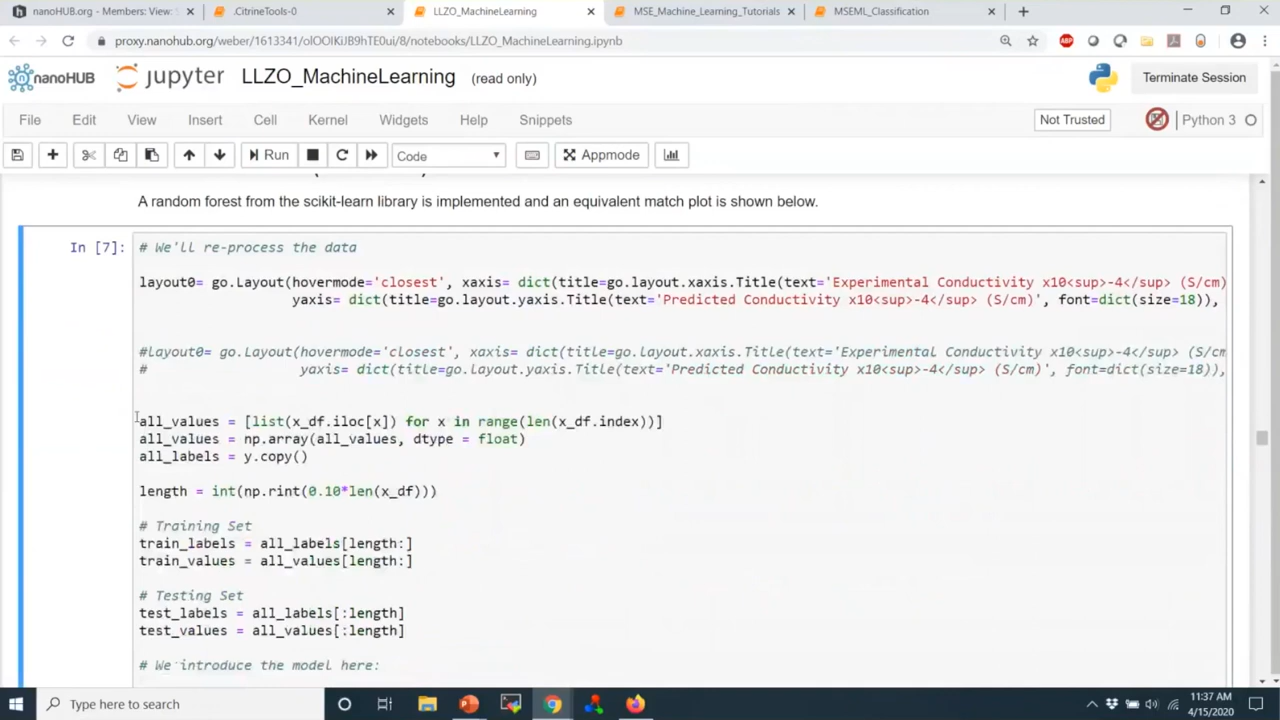 nanoHUB.org - Members: View:
.CitrineTools-0
LLZO_MachineLearning
MSE_Machine_Learning_Tutorials
MSEML_Classification
proxy.nanohub.org/weber/1613341/olOOIKiJB9hTE0ui/8/notebooks/LLZO_MachineLearning.ipynb
ABP
nanoHUB
jupyter
LLZO_MachineLearning (read only)
Terminate Session
File Edit View Insert Cell Kernel Widgets Help Snippets
Not Trusted
Python 3
Run
Code
Appmode
A random forest from the scikit-learn library is implemented and an equivalent match plot is shown below.
In [7]:
# We'll re-process the data
layout0= go.Layout(hovermode='closest', xaxis= dict(title=go.layout.xaxis.Title(text='Experimental Conductivity x10<sup>-4</sup> (S/cm)
yaxis= dict(title=go.layout.yaxis.Title(text='Predicted Conductivity x10<sup>-4</sup> (S/cm)', font=dict(size=18)),
#layout0= go.Layout(hovermode='closest', xaxis= dict(title=go.layout.xaxis.Title(text='Experimental Conductivity x10<sup>-4</sup> (S/cm
# yaxis= dict(title=go.layout.yaxis.Title(text='Predicted Conductivity x10<sup>-4</sup> (S/cm)', font=dict(size=18)),
all_values = [list(x_df.iloc[x]) for x in range(len(x_df.index))]
all_values = np.array(all_values, dtype = float)
all_labels = y.copy()
length = int(np.rint(0.10*len(x_df)))
# Training Set
train_labels = all_labels[length:]
train_values = all_values[length:]
# Testing Set
test_labels = all_labels[:length]
test_values = all_values[:length]
# We introduce the model here:
Type here to search
11:37 AM
4/15/2020